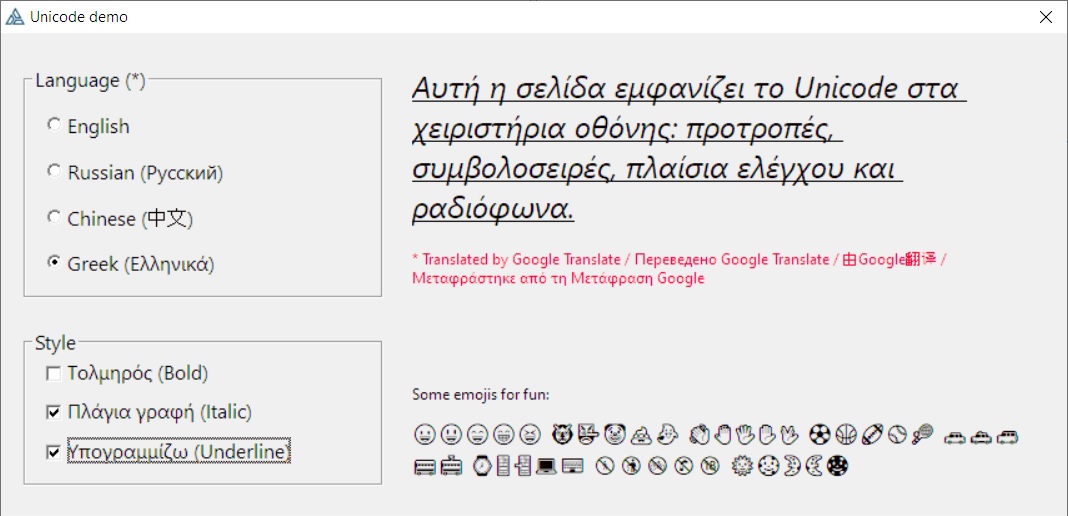 Unicode demo
Language (*)
English
Russian (Русский)
Chinese (中文)
Greek (Ελληνικά)
Αυτή η σελίδα εμφανίζει το Unicode στα
χειριστήρια οθόνης: προτροπές,
συμβολοσειρές, πλαίσια ελέγχου και
ραδιόφωνα.
* Translated by Google Translate / Переведено Google Translate / 由Google翻译 /
Μεταφράστηκε από τη Μετάφραση Google
Style
Τολμηρός (Bold)
Πλάγια γραφή (Italic)
Υπογραμμίζω (Underline)
Some emojis for fun: